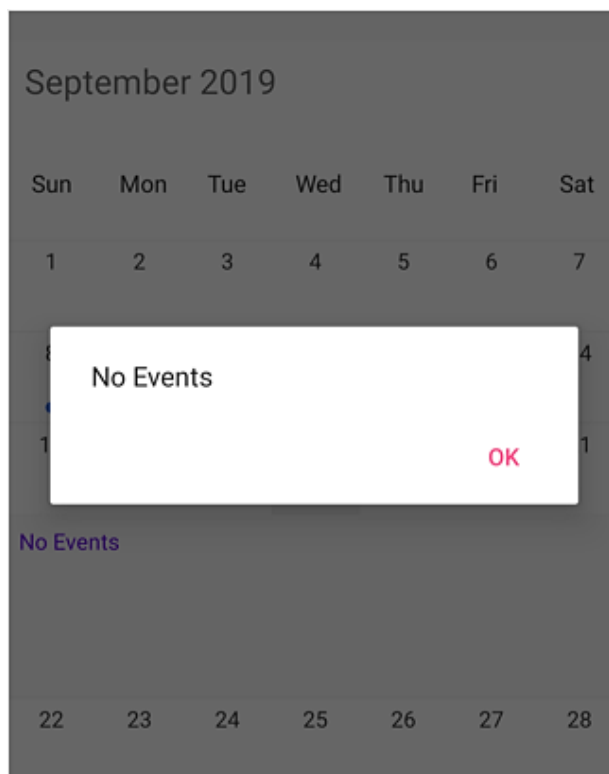 September 2019
Sun Mon Tue Wed Thu Fri Sat
1 2 3 4 5 6 7
No Events
OK
No Events
22 23 24 25 26 27 28